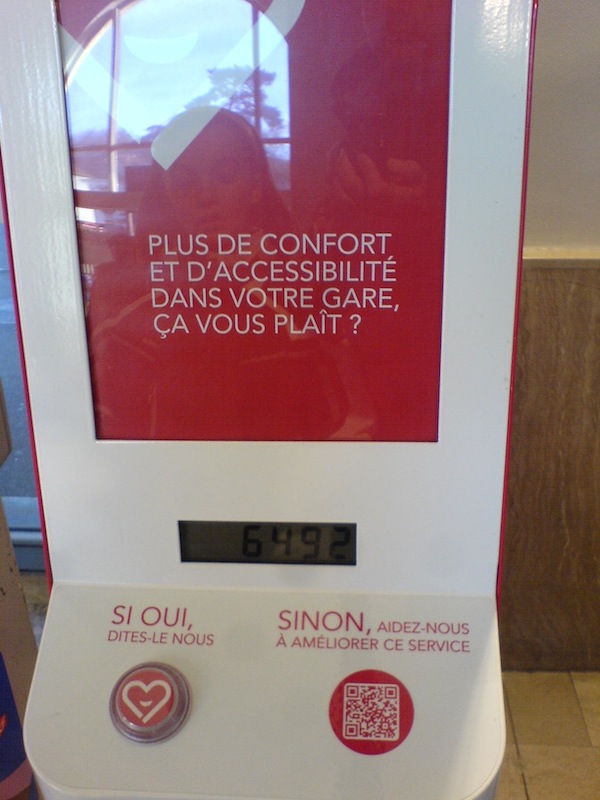 PLUS DE CONFORT
ET D'ACCESSIBILITÉ
DANS VOTRE GARE,
ÇA VOUS PLAÎT ?
6492
SI OUI,
DITES-LE NOUS
SINON, AIDEZ-NOUS
À AMÉLIORER CE SERVICE